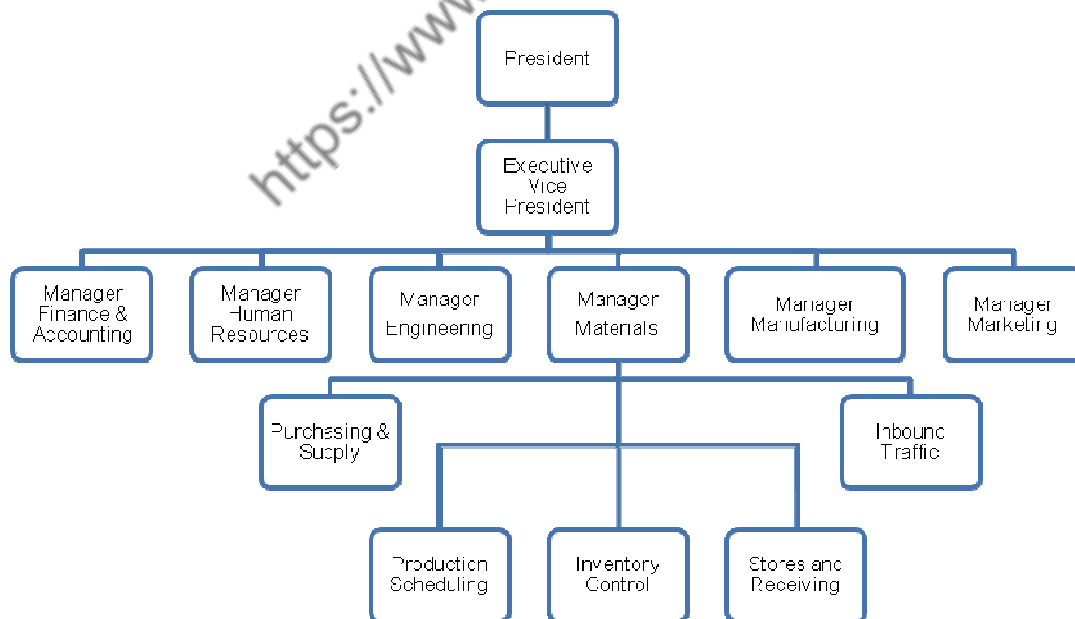 https://www.
President
Executive
Vice
President
Manager
Finance &
Accounting
Manager
Human
Resources
Manager
Engineering
Manager
Materials
Manager
Manufacturing
Manager
Marketing
Purchasing &
Supply
Inbound
Traffic
Production
Scheduling
Inventory
Control
Stores and
Receiving